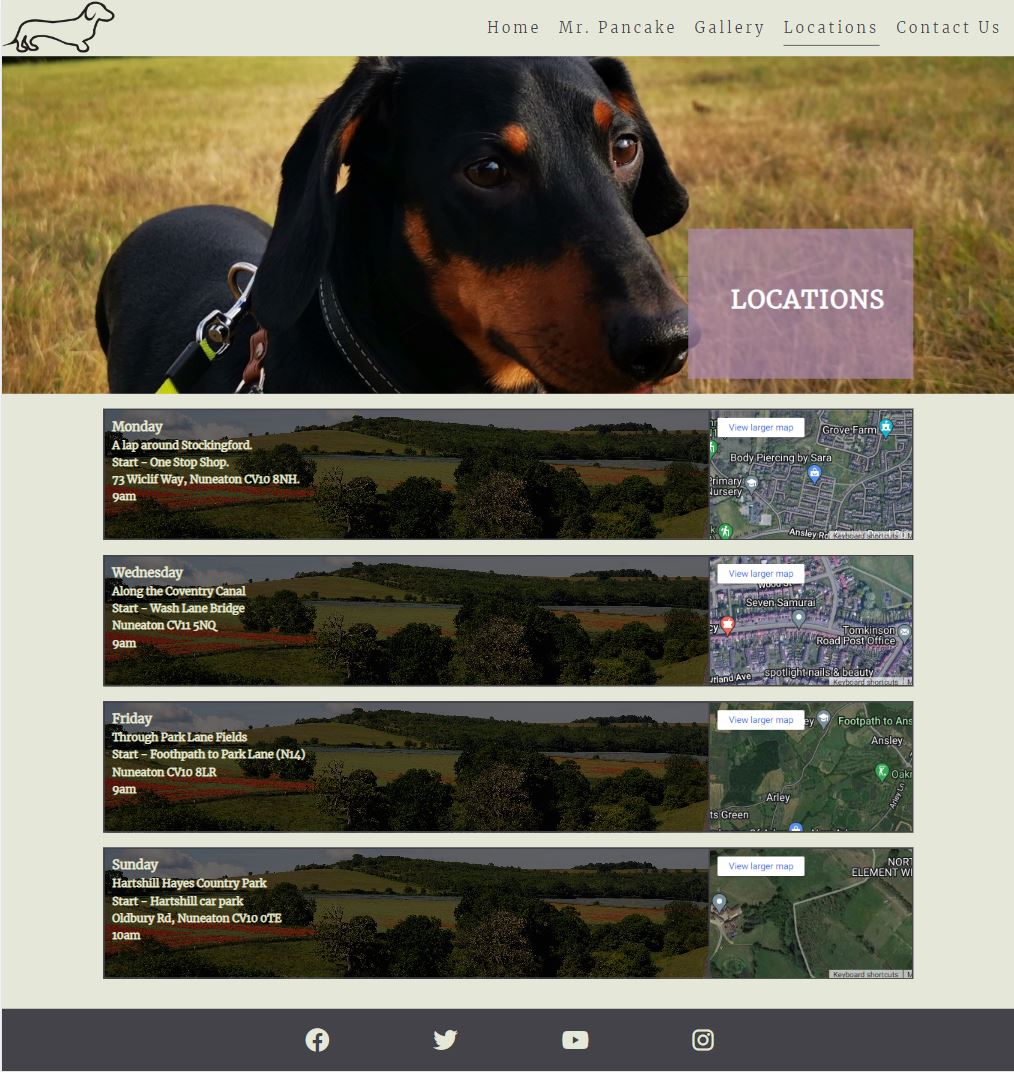 Home Mr. Pancake Gallery Locations Contact Us
LOCATIONS
Monday
A lap around Stockingford.
Start - One Stop Shop.
73 Wiclif Way, Nuneaton CV10 8NH.
9am
View larger map
Grove Farm
Body Piercing by Sara
Primary
Nursery
Ansley Rd
Keyboard shortcuts
Wednesday
Along the Coventry Canal
Start - Wash Lane Bridge
Nuneaton CV11 5NQ
9am
View larger map
Seven Samurai
Tomkinson
Road Post Office
spotlight nails & beauty
utland Ave
Keyboard shortcuts
Friday
Through Park Lane Fields
Start - Foothpath to Park Lane (N14)
Nuneaton CV10 8LR
9am
View larger map
ey
Footpath to Ans
Ansley
Oakr
Arley
Arley Ln
ts Green
Sunday
Hartshill Hayes Country Park
Start - Hartshill car park
Oldbury Rd, Nuneaton CV10 0TE
10am
View larger map
NORT
ELEMENT WI
Keyboard shortcuts